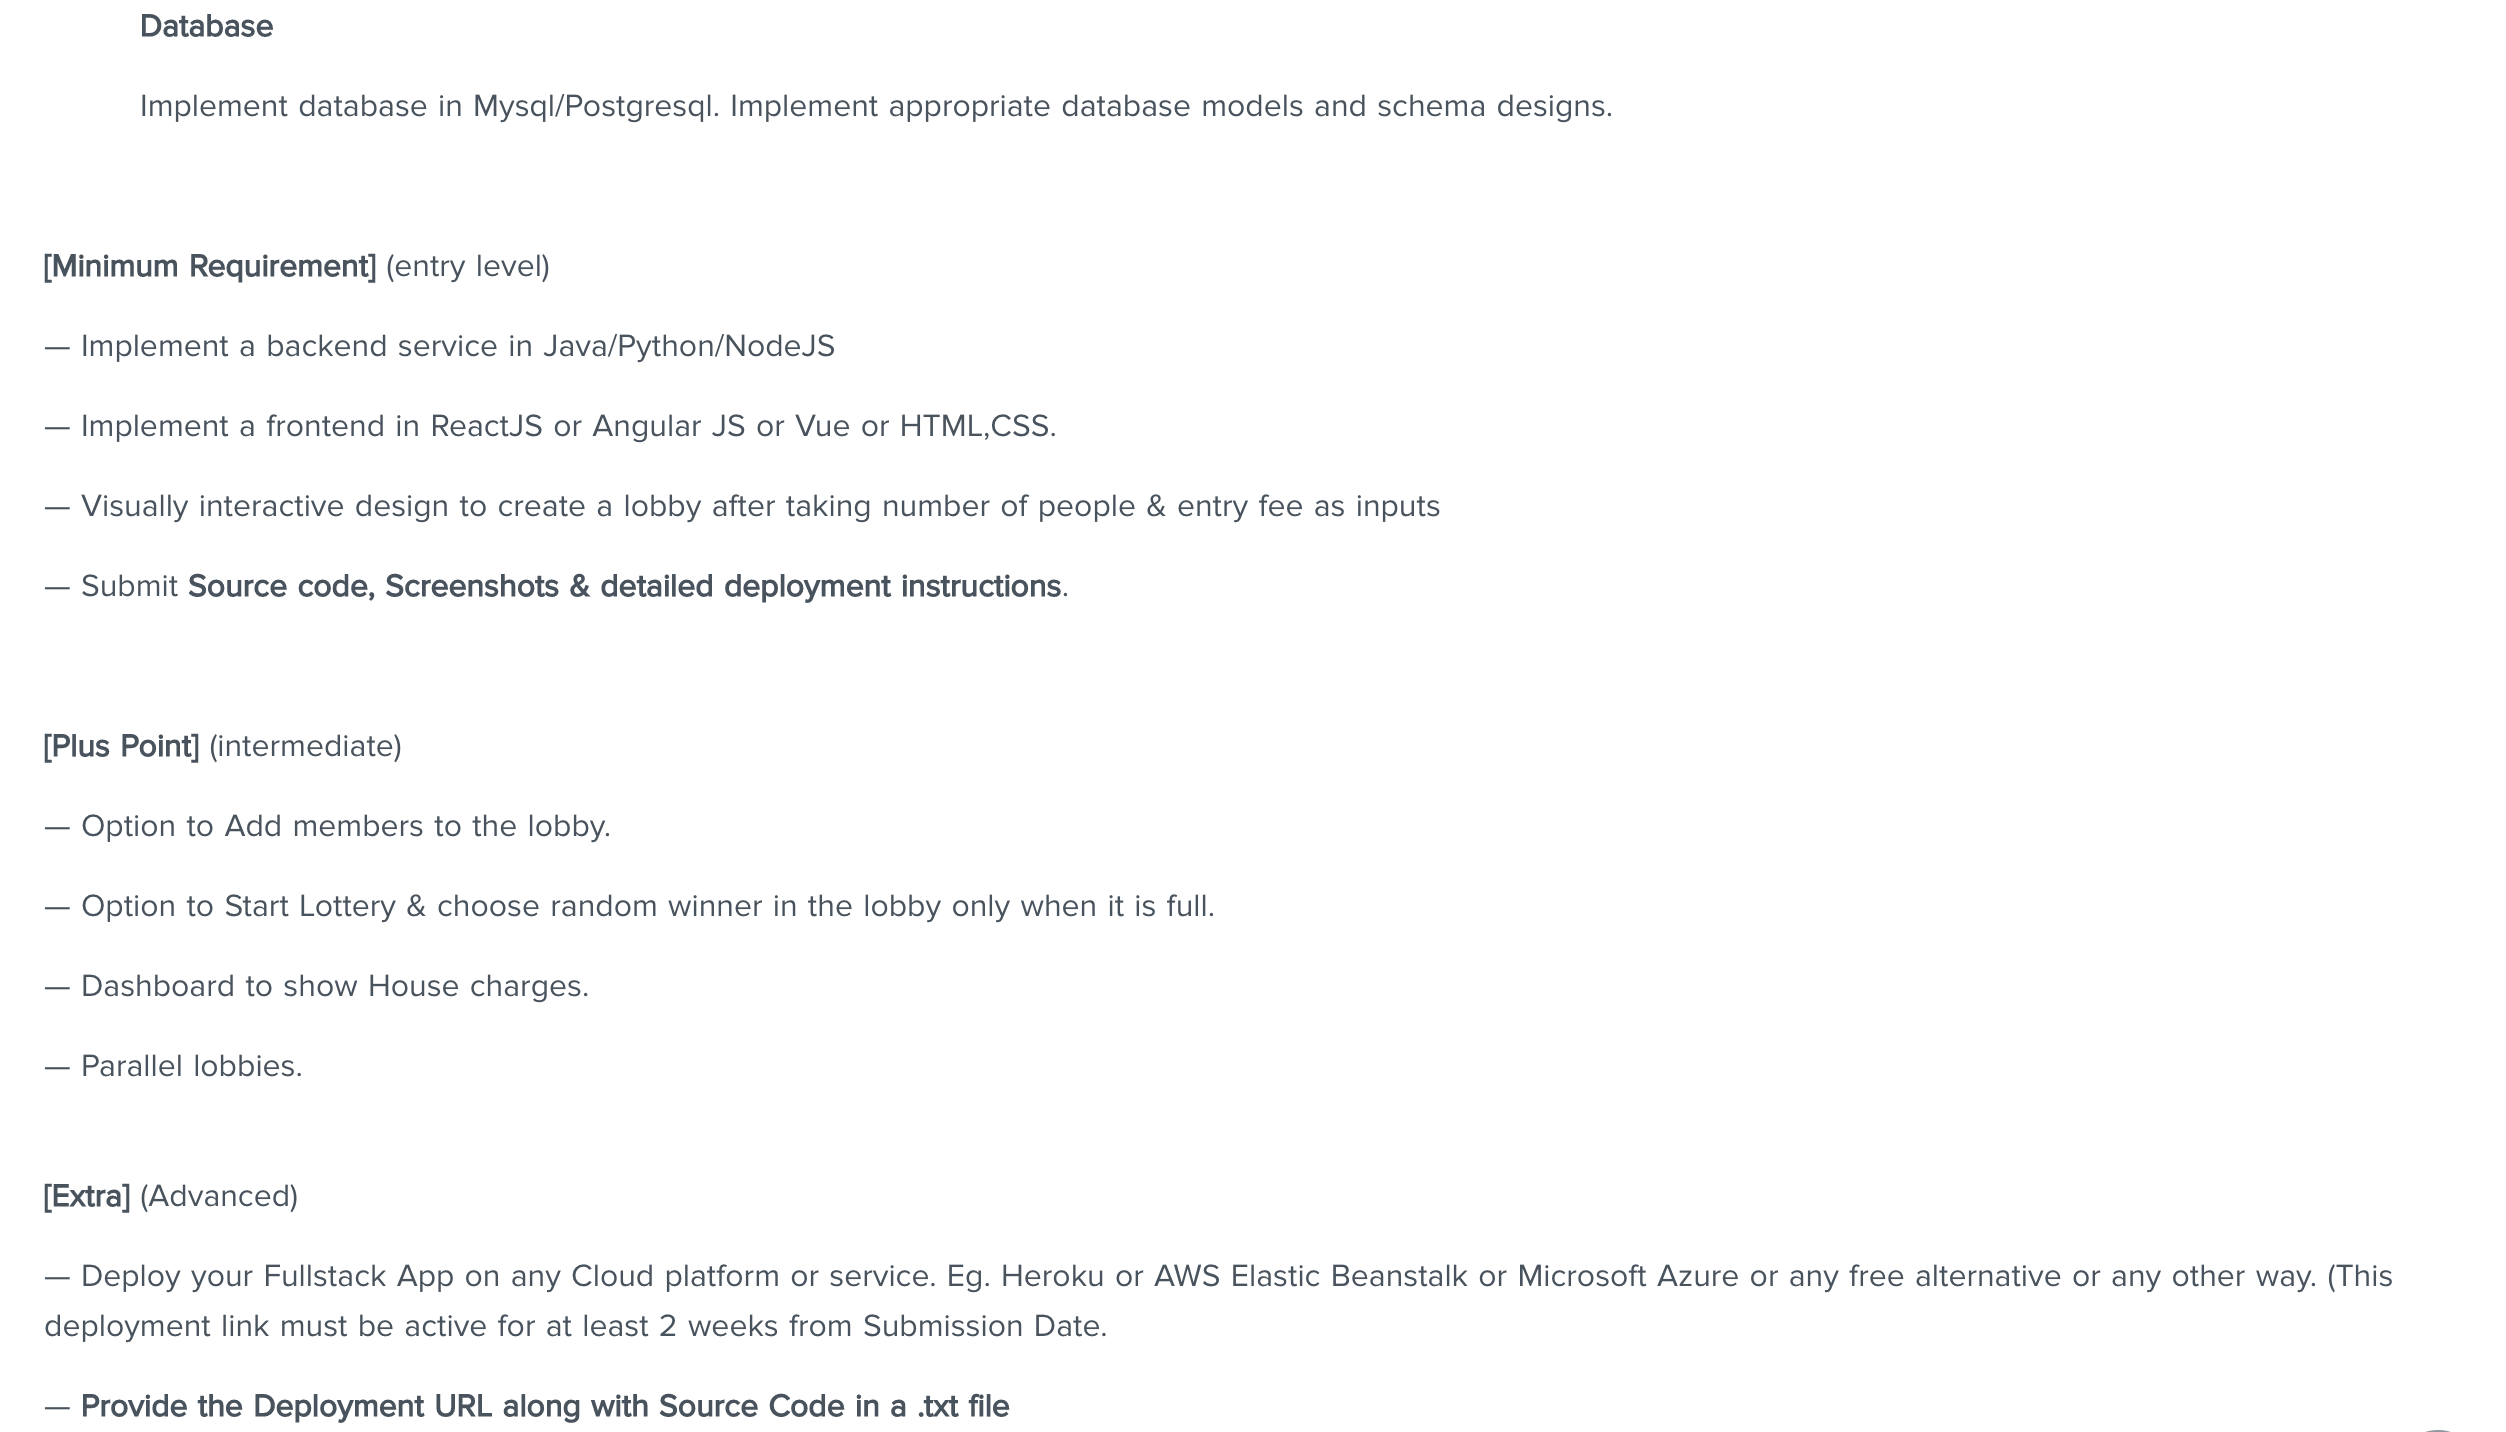 Database
Implement database in Mysql/Postgresql. Implement appropriate database models and schema designs.
[Minimum Requirement] (entry level)
— Implement a backend service in Java/Python/NodeJS
— Implement a frontend in ReactJS or Angular JS or Vue or HTML,CSS.
— Visually interactive design to create a lobby after taking number of people & entry fee as inputs
— Submit Source code, Screenshots & detailed deployment instructions.
[Plus Point] (intermediate)
— Option to Add members to the lobby.
— Option to Start Lottery & choose random winner in the lobby only when it is full.
— Dashboard to show House charges.
— Parallel lobbies.
[Extra] (Advanced)
— Deploy your Fullstack App on any Cloud platform or service. Eg. Heroku or AWS Elastic Beanstalk or Microsoft Azure or any free alternative or any other way. (This
deployment link must be active for at least 2 weeks from Submission Date.
— Provide the Deployment URL along with Source Code in a .txt file